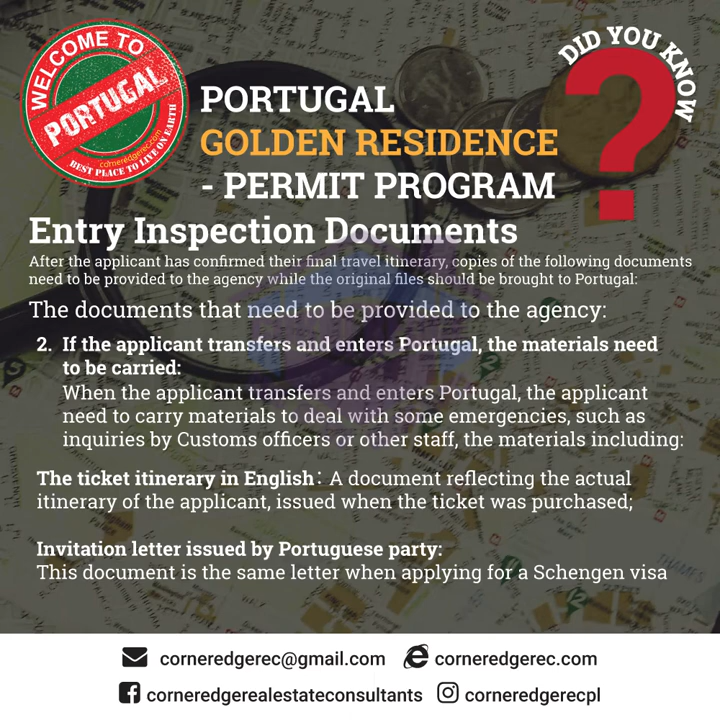 WELCOME TO
PORTUGAL
corneredgerec.com
BEST PLACE TO LIVE ON EARTH
DID YOU KNOW
?
PORTUGAL
GOLDEN RESIDENCE
- PERMIT PROGRAM
Entry Inspection Documents
After the applicant has confirmed their final travel itinerary, copies of the following documents
need to be provided to the agency while the original files should be brought to Portugal:
The documents that need to be provided to the agency:
2. If the applicant transfers and enters Portugal, the materials need
to be carried:
When the applicant transfers and enters Portugal, the applicant
need to carry materials to deal with some emergencies, such as
inquiries by Customs officers or other staff, the materials including:
The ticket itinerary in English: A document reflecting the actual
itinerary of the applicant, issued when the ticket was purchased;
Invitation letter issued by Portuguese party:
This document is the same letter when applying for a Schengen visa
corneredgerec@gmail.com
corneredgerec.com
corneredgerealestateconsultants
corneredgerecpl